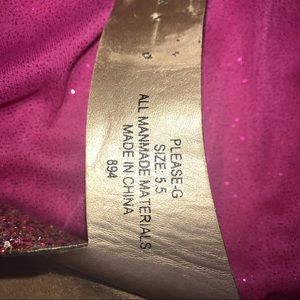 PLEASE-G
SIZE: 5.5
ALL MANMADE MATERIALS
MADE IN CHINA
894